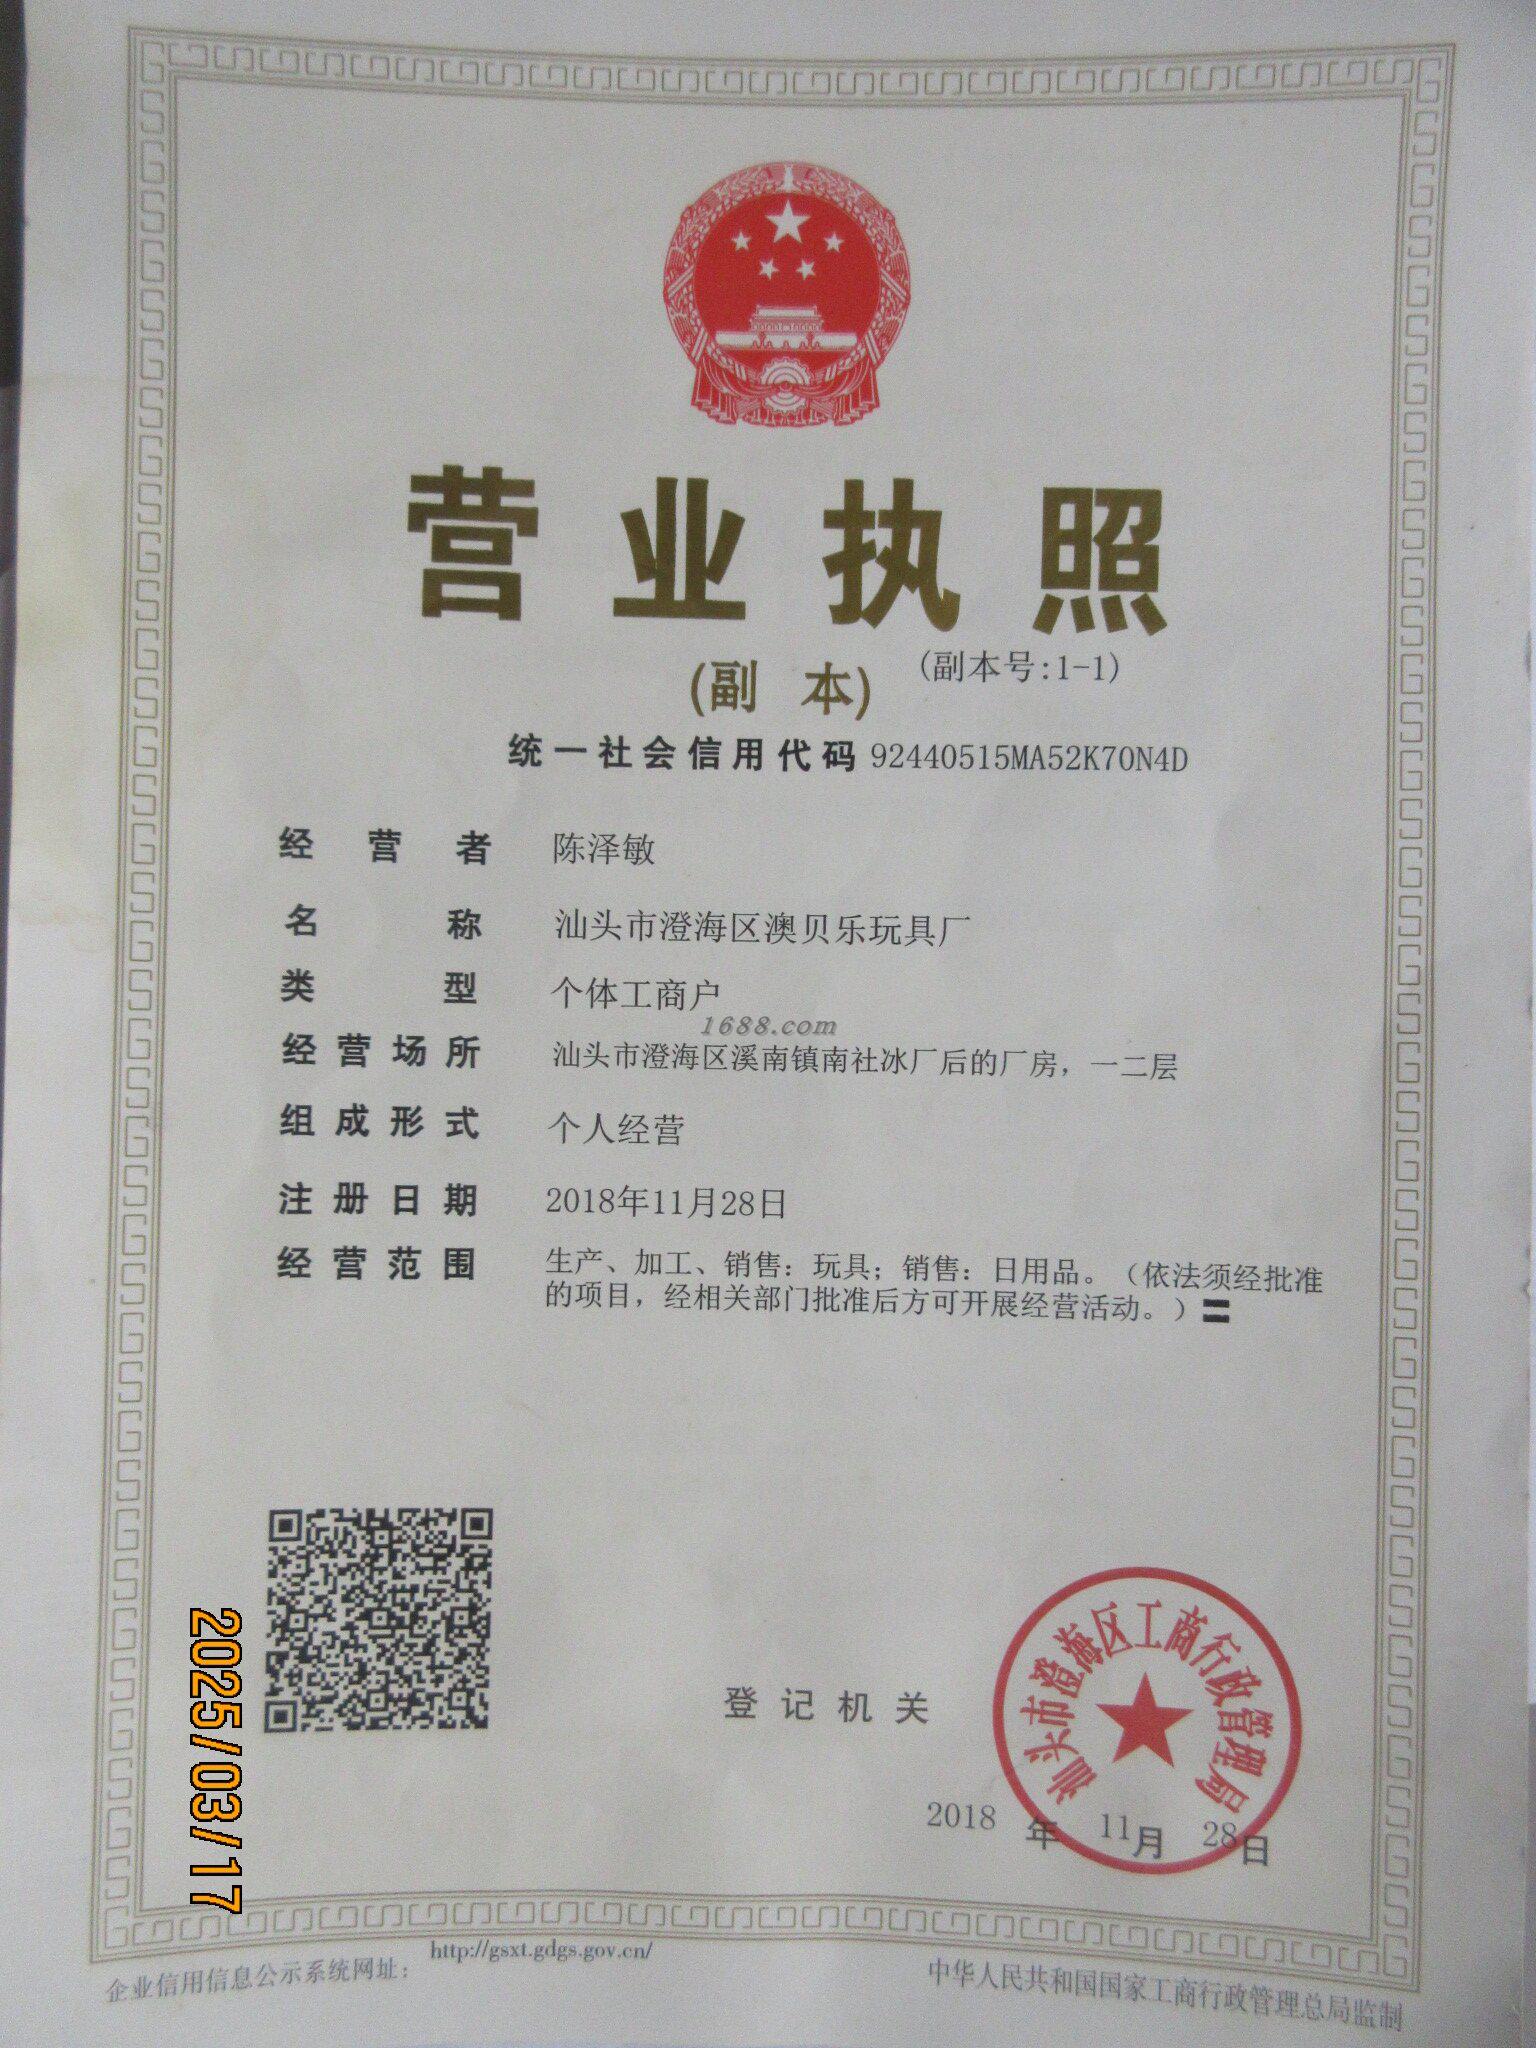 营业执照
(副本) (副本号:1-1)
统一社会信用代码 92440515MA52K70N4D
经营者 陈泽敏
名称 汕头市澄海区澳贝乐玩具厂
类型 个体工商户
1688.com
经营场所 汕头市澄海区溪南镇南社冰厂后的厂房，一二层
组成形式 个人经营
注册日期 2018年11月28日
经营范围 生产、加工、销售：玩具；销售：日用品。（依法须经批准
的项目，经相关部门批准后方可开展经营活动。）〓
汕头市澄海区工商行政管理局
登记机关
2018年11月28日
2025/03/17
企业信用信息公示系统网址： http://gsxt.gdgs.gov.cn/
中华人民共和国国家工商行政管理总局监制